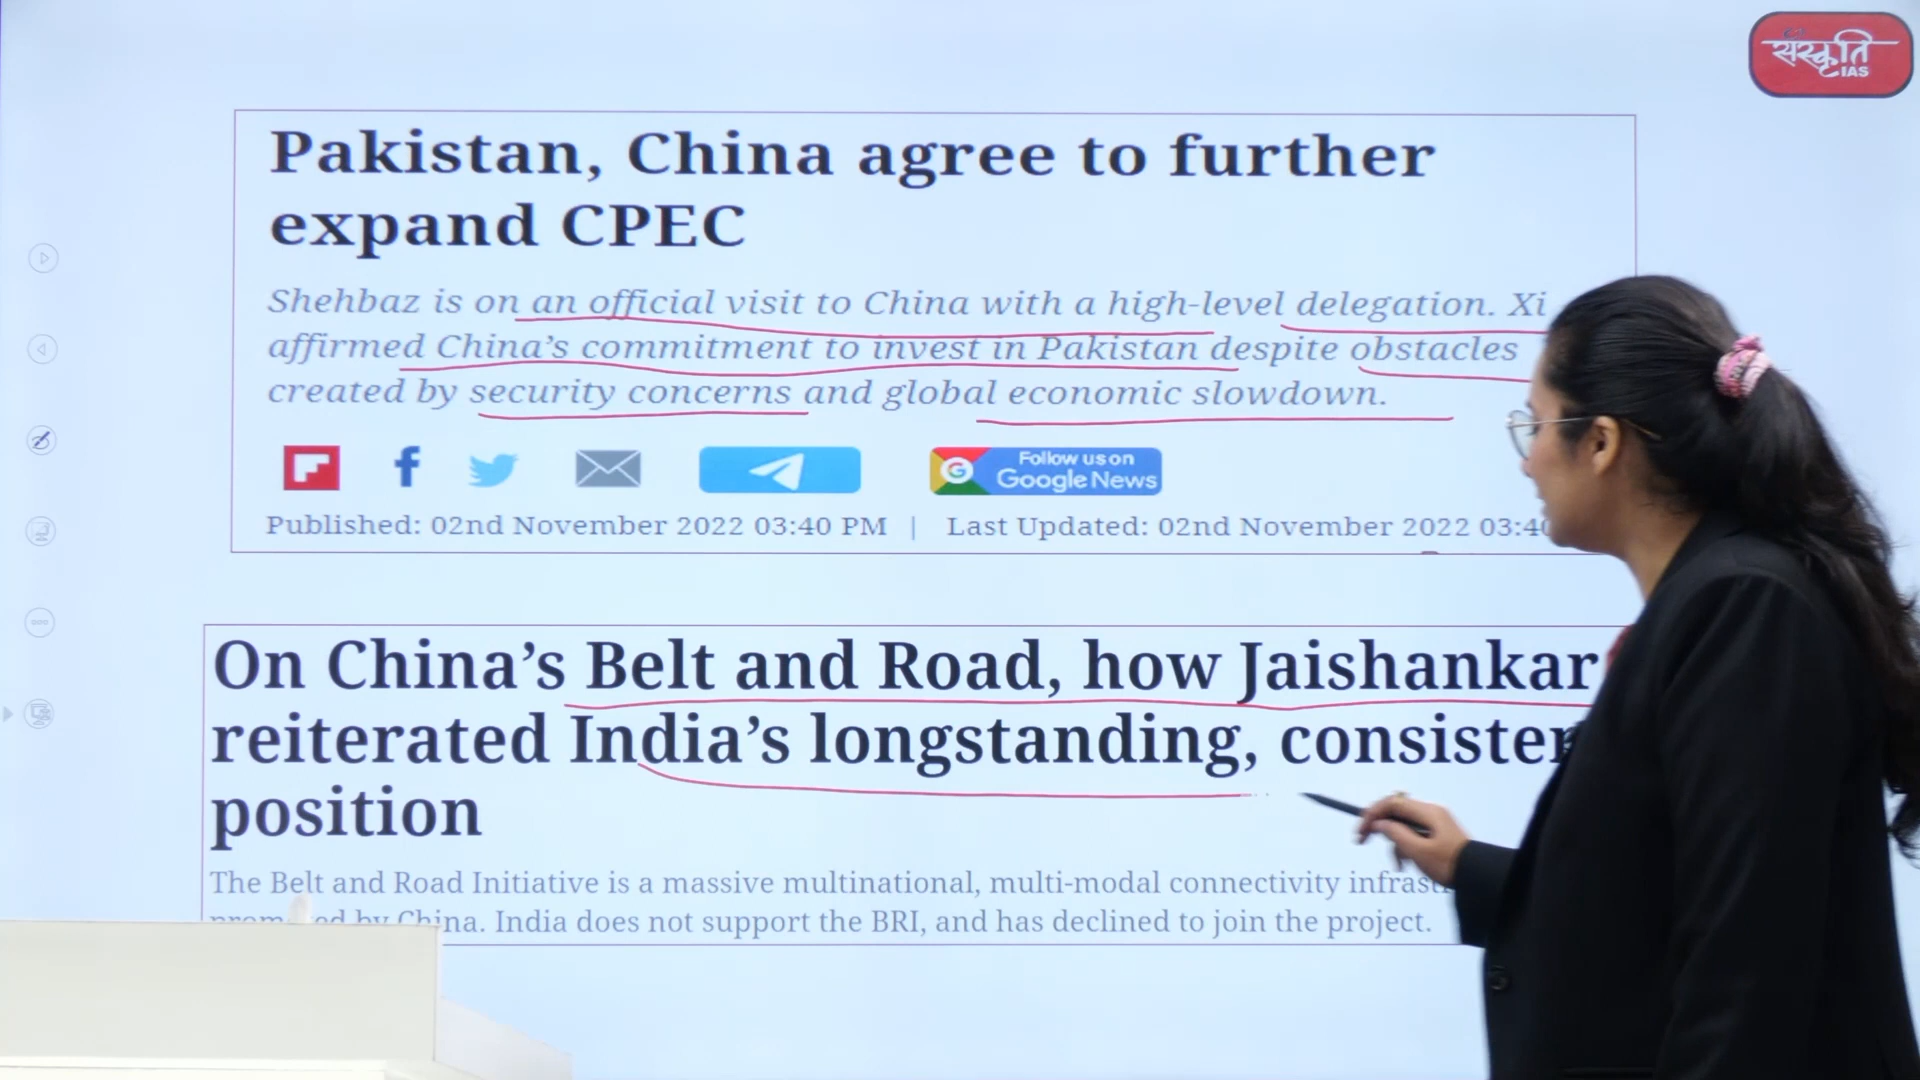 संस्कृति
IAS
Pakistan, China agree to further
expand CPEC
Shehbaz is on an official visit to China with a high-level delegation. Xi
affirmed China’s commitment to invest in Pakistan despite obstacles
created by security concerns and global economic slowdown.
Follow us on
Google News
Published: 02nd November 2022 03:40 PM | Last Updated: 02nd November 2022
On China’s Belt and Road, how Jaishankar
reiterated India’s longstanding,
position
The Belt and Road Initiative is a massive multinational, multi-modal connectivity
by China. India does not support the BRI, and has declined to join the project.